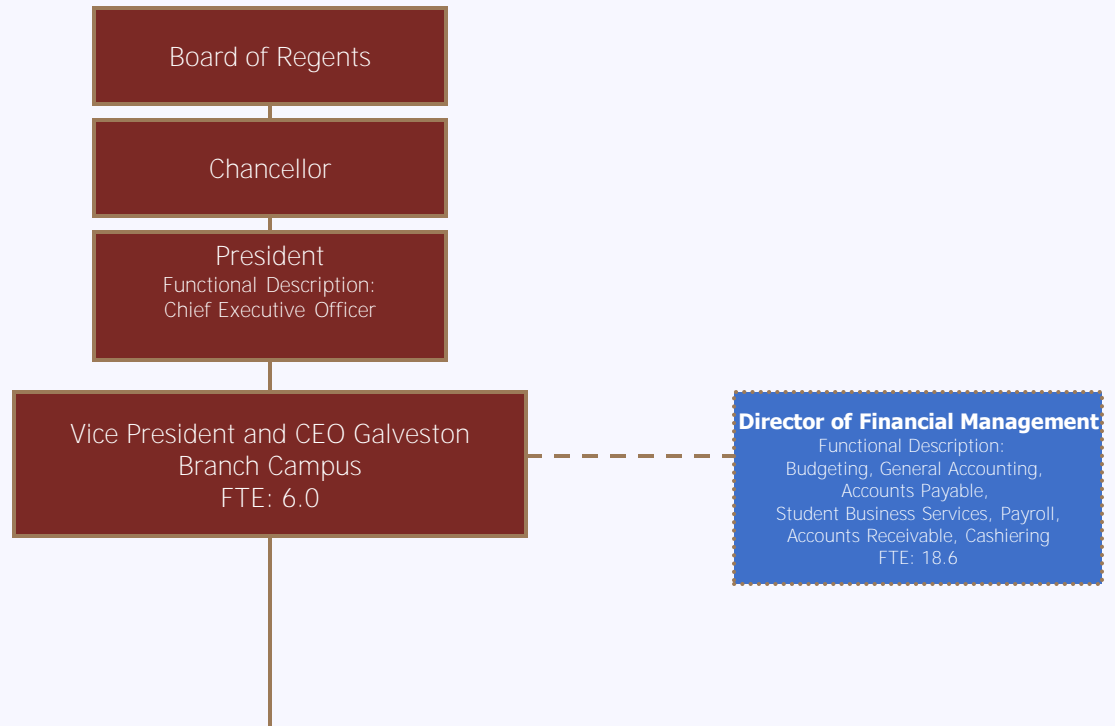 Board of Regents
Chancellor
President
Functional Description:
Chief Executive Officer
Vice President and CEO Galveston
Branch Campus
FTE: 6.0
Director of Financial Management
Functional Description:
Budgeting, General Accounting,
Accounts Payable,
Student Business Services, Payroll,
Accounts Receivable, Cashiering
FTE: 18.6